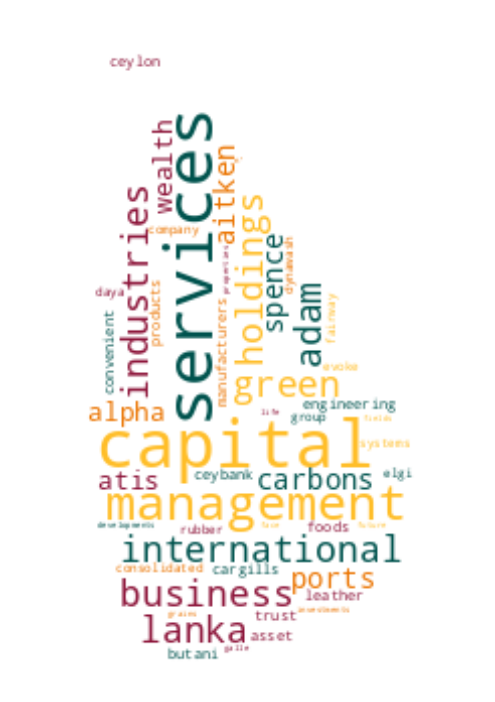 ceylon
services
wealth
aitken
industries
holdings
company
spence
dynawash
properties
adam
daya
products
convenient
manufacturers
fairway
evoke
green
alpha
engineering
life
group
fields
capital
systems
atis
ceybank
carbons
elgi
management
developments
rubber
fare
foods
future
international
consolidated
cargills
ports
business
leather
grains
investments
lanka
trust
asset
butani
galle